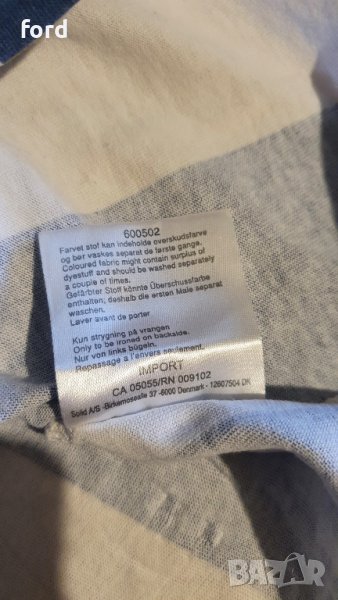 ford
600502
Farvet stof kan indeholde overskudsfarve
og bør vaskes separat de første gange.
Coloured fabric might contain surplus of
dyestuff and should be washed separately
a couple of times.
Gefärbter Stoff könnte Überschussfarbe
enthalten; deshalb die ersten Male separat
waschen.
Laver avant de porter
Kun strygning på vrangen
Only to be ironed on backside.
Nur von links bügeln.
Repassage a l'envers seulement.
IMPORT
CA 05055/RN 009102
Solid A/S -Birkemosealle 37 -6000 Denmark - 12607504 DK
BAZAR